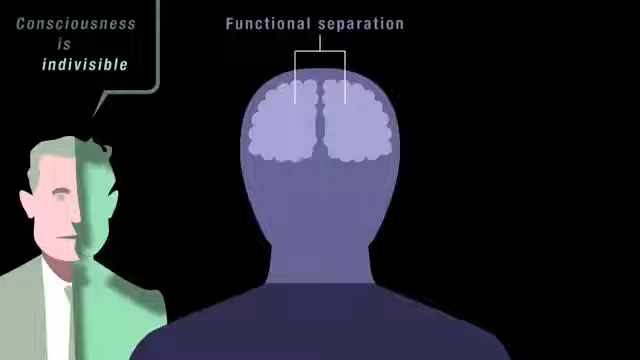 Consciousness
is
indivisible
Functional separation